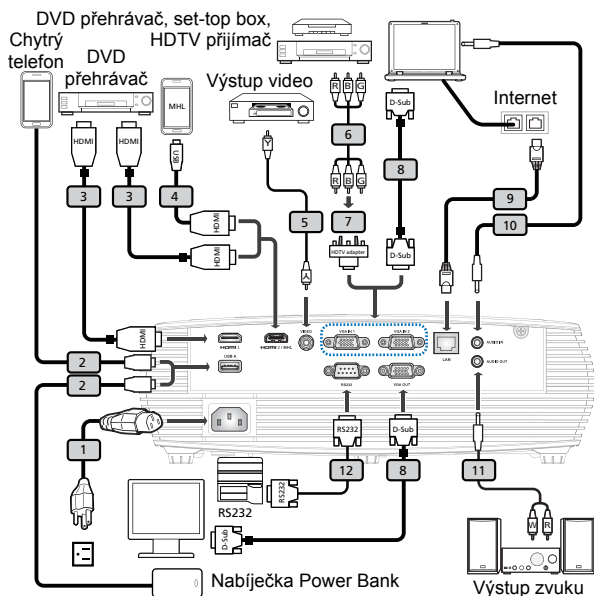 DVD přehrávač, set-top box,
HDTV přijímač
Chytrý
telefon
DVD
přehrávač
Výstup video
MHL
Internet
R B G
D-Sub
HDMI
HDMI
USB
Y
6
8
3
3
4
R B G
9
10
5
7
HDMI
HDMI
HDTV adapter
D-Sub
HDMI
HDMI 1
HDMI 2 / MHL
VIDEO
VGA IN 1
VGA IN 2
LAN
AUDIO IN
AUDIO OUT
USB A
RS232
VGA OUT
2
2
1
RS232
D-Sub
12
8
11
RS232
RS232
D-Sub
W R
Nabíječka Power Bank
Výstup zvuku